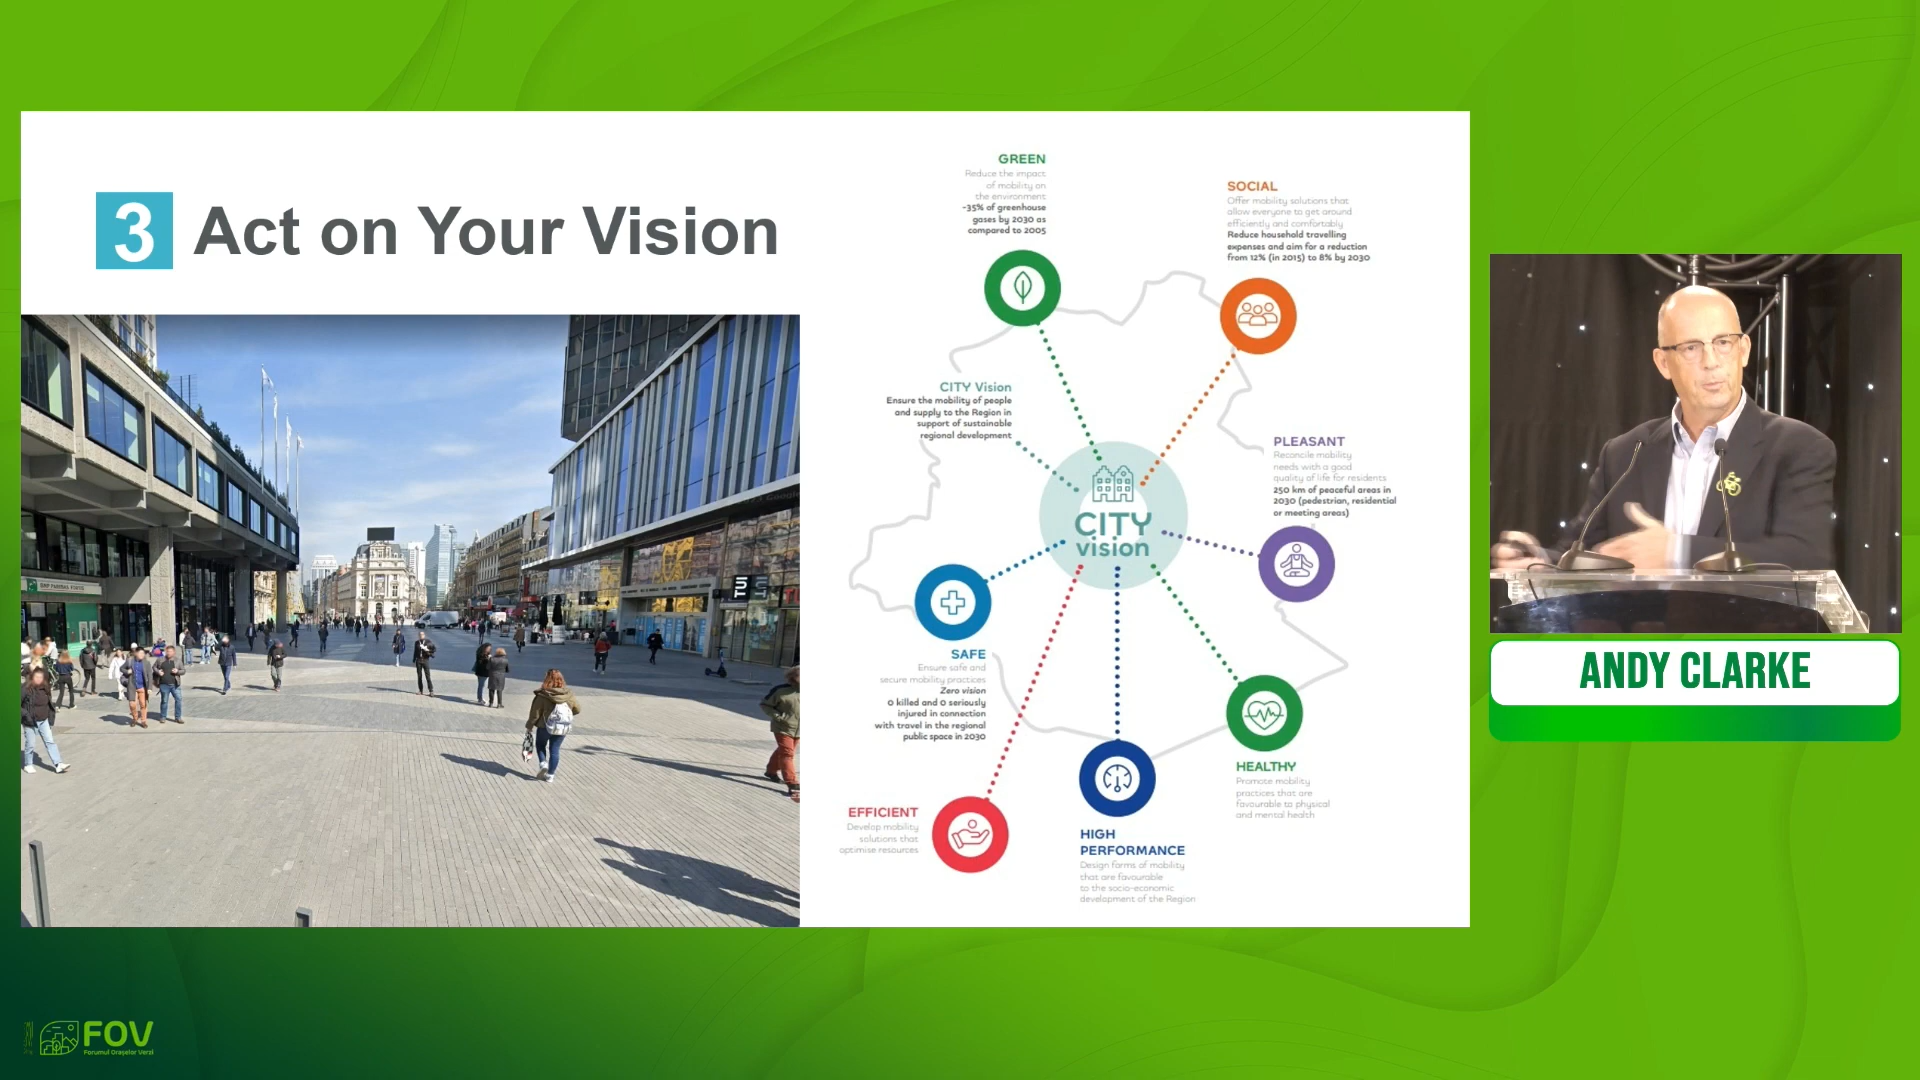 3 Act on Your Vision
GREEN
Reduce the impact
of mobility on
the environment
-35% of greenhouse
gases by 2030 as
compared to 2005
SOCIAL
Offer mobility solutions that
allow everyone to get around
efficiently and comfortably
Reduce household travelling
expenses and aim for a reduction
from 12% (in 2015) to 8% by 2030
CITY Vision
Ensure the mobility of people
and supply to the Region in
support of sustainable
regional development
PLEASANT
Reconcile mobility
needs with a good
quality of life for residents
250 km of peaceful areas in
2030 (pedestrian, residential
or meeting areas)
CITY
vision
SAFE
Ensure safe and
secure mobility practices
Zero vision
0 killed and 0 seriously
injured in connection
with travel in the regional
public space in 2030
HEALTHY
Promote mobility
practices that are
favourable to physical
and mental health
EFFICIENT
Develop mobility
solutions that
optimise resources
HIGH
PERFORMANCE
Design forms of mobility
that are favourable
to the socio-economic
development of the Region
ANDY CLARKE
FOV
Forumul Orașelor Verzi